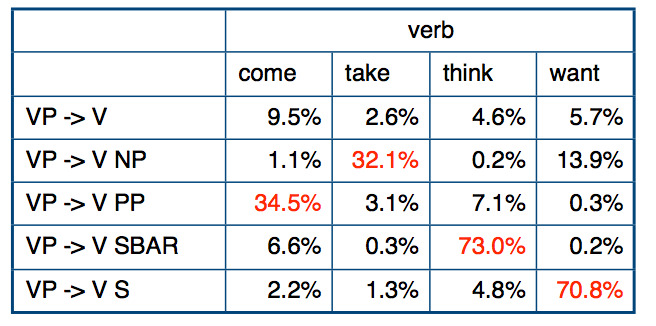 verb
come take think want
VP -> V 9.5% 2.6% 4.6% 5.7%
VP -> V NP 1.1% 32.1% 0.2% 13.9%
VP -> V PP 34.5% 3.1% 7.1% 0.3%
VP -> V SBAR 6.6% 0.3% 73.0% 0.2%
VP -> V S 2.2% 1.3% 4.8% 70.8%